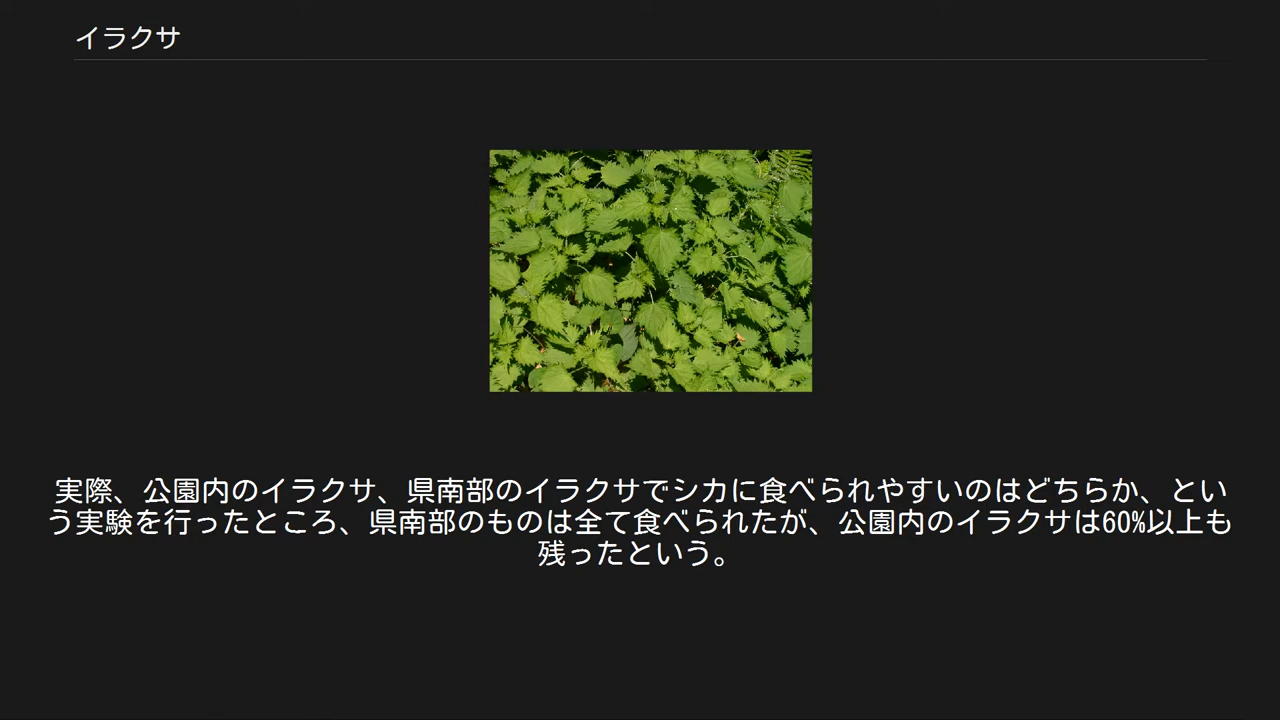 イラクサ
実際、公園内のイラクサ、県南部のイラクサでシカに食べられやすいのはどちらか、とい
う実験を行ったところ、県南部のものは全て食べられたが、公園内のイラクサは60%以上も
残ったという。